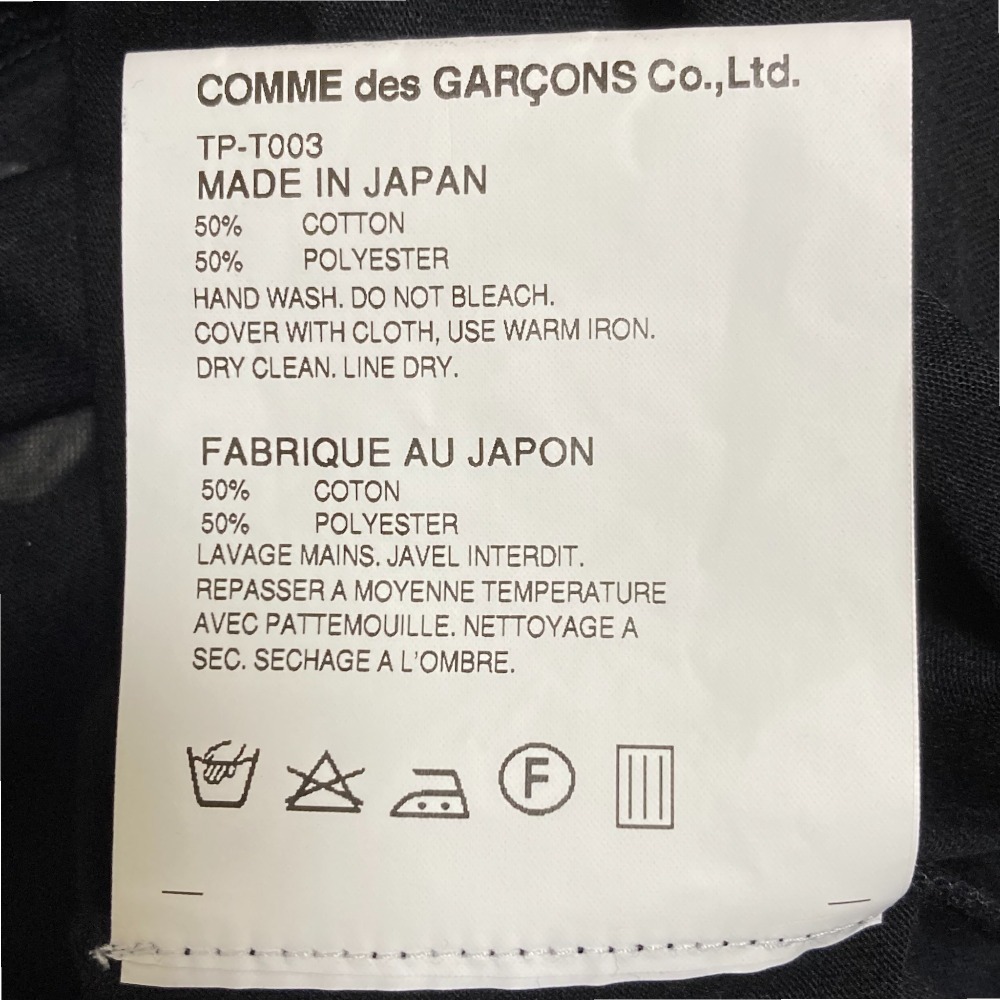 COMME des GARÇONS Co.,Ltd.
TP-T003
MADE IN JAPAN
50% COTTON
50% POLYESTER
HAND WASH. DO NOT BLEACH.
COVER WITH CLOTH, USE WARM IRON.
DRY CLEAN. LINE DRY.
FABRIQUE AU JAPON
50% COTON
50% POLYESTER
LAVAGE MAINS. JAVEL INTERDIT.
REPASSER A MOYENNE TEMPERATURE
AVEC PATTEMOUILLE. NETTOYAGE A
SEC. SECHAGE A L'OMBRE.
F